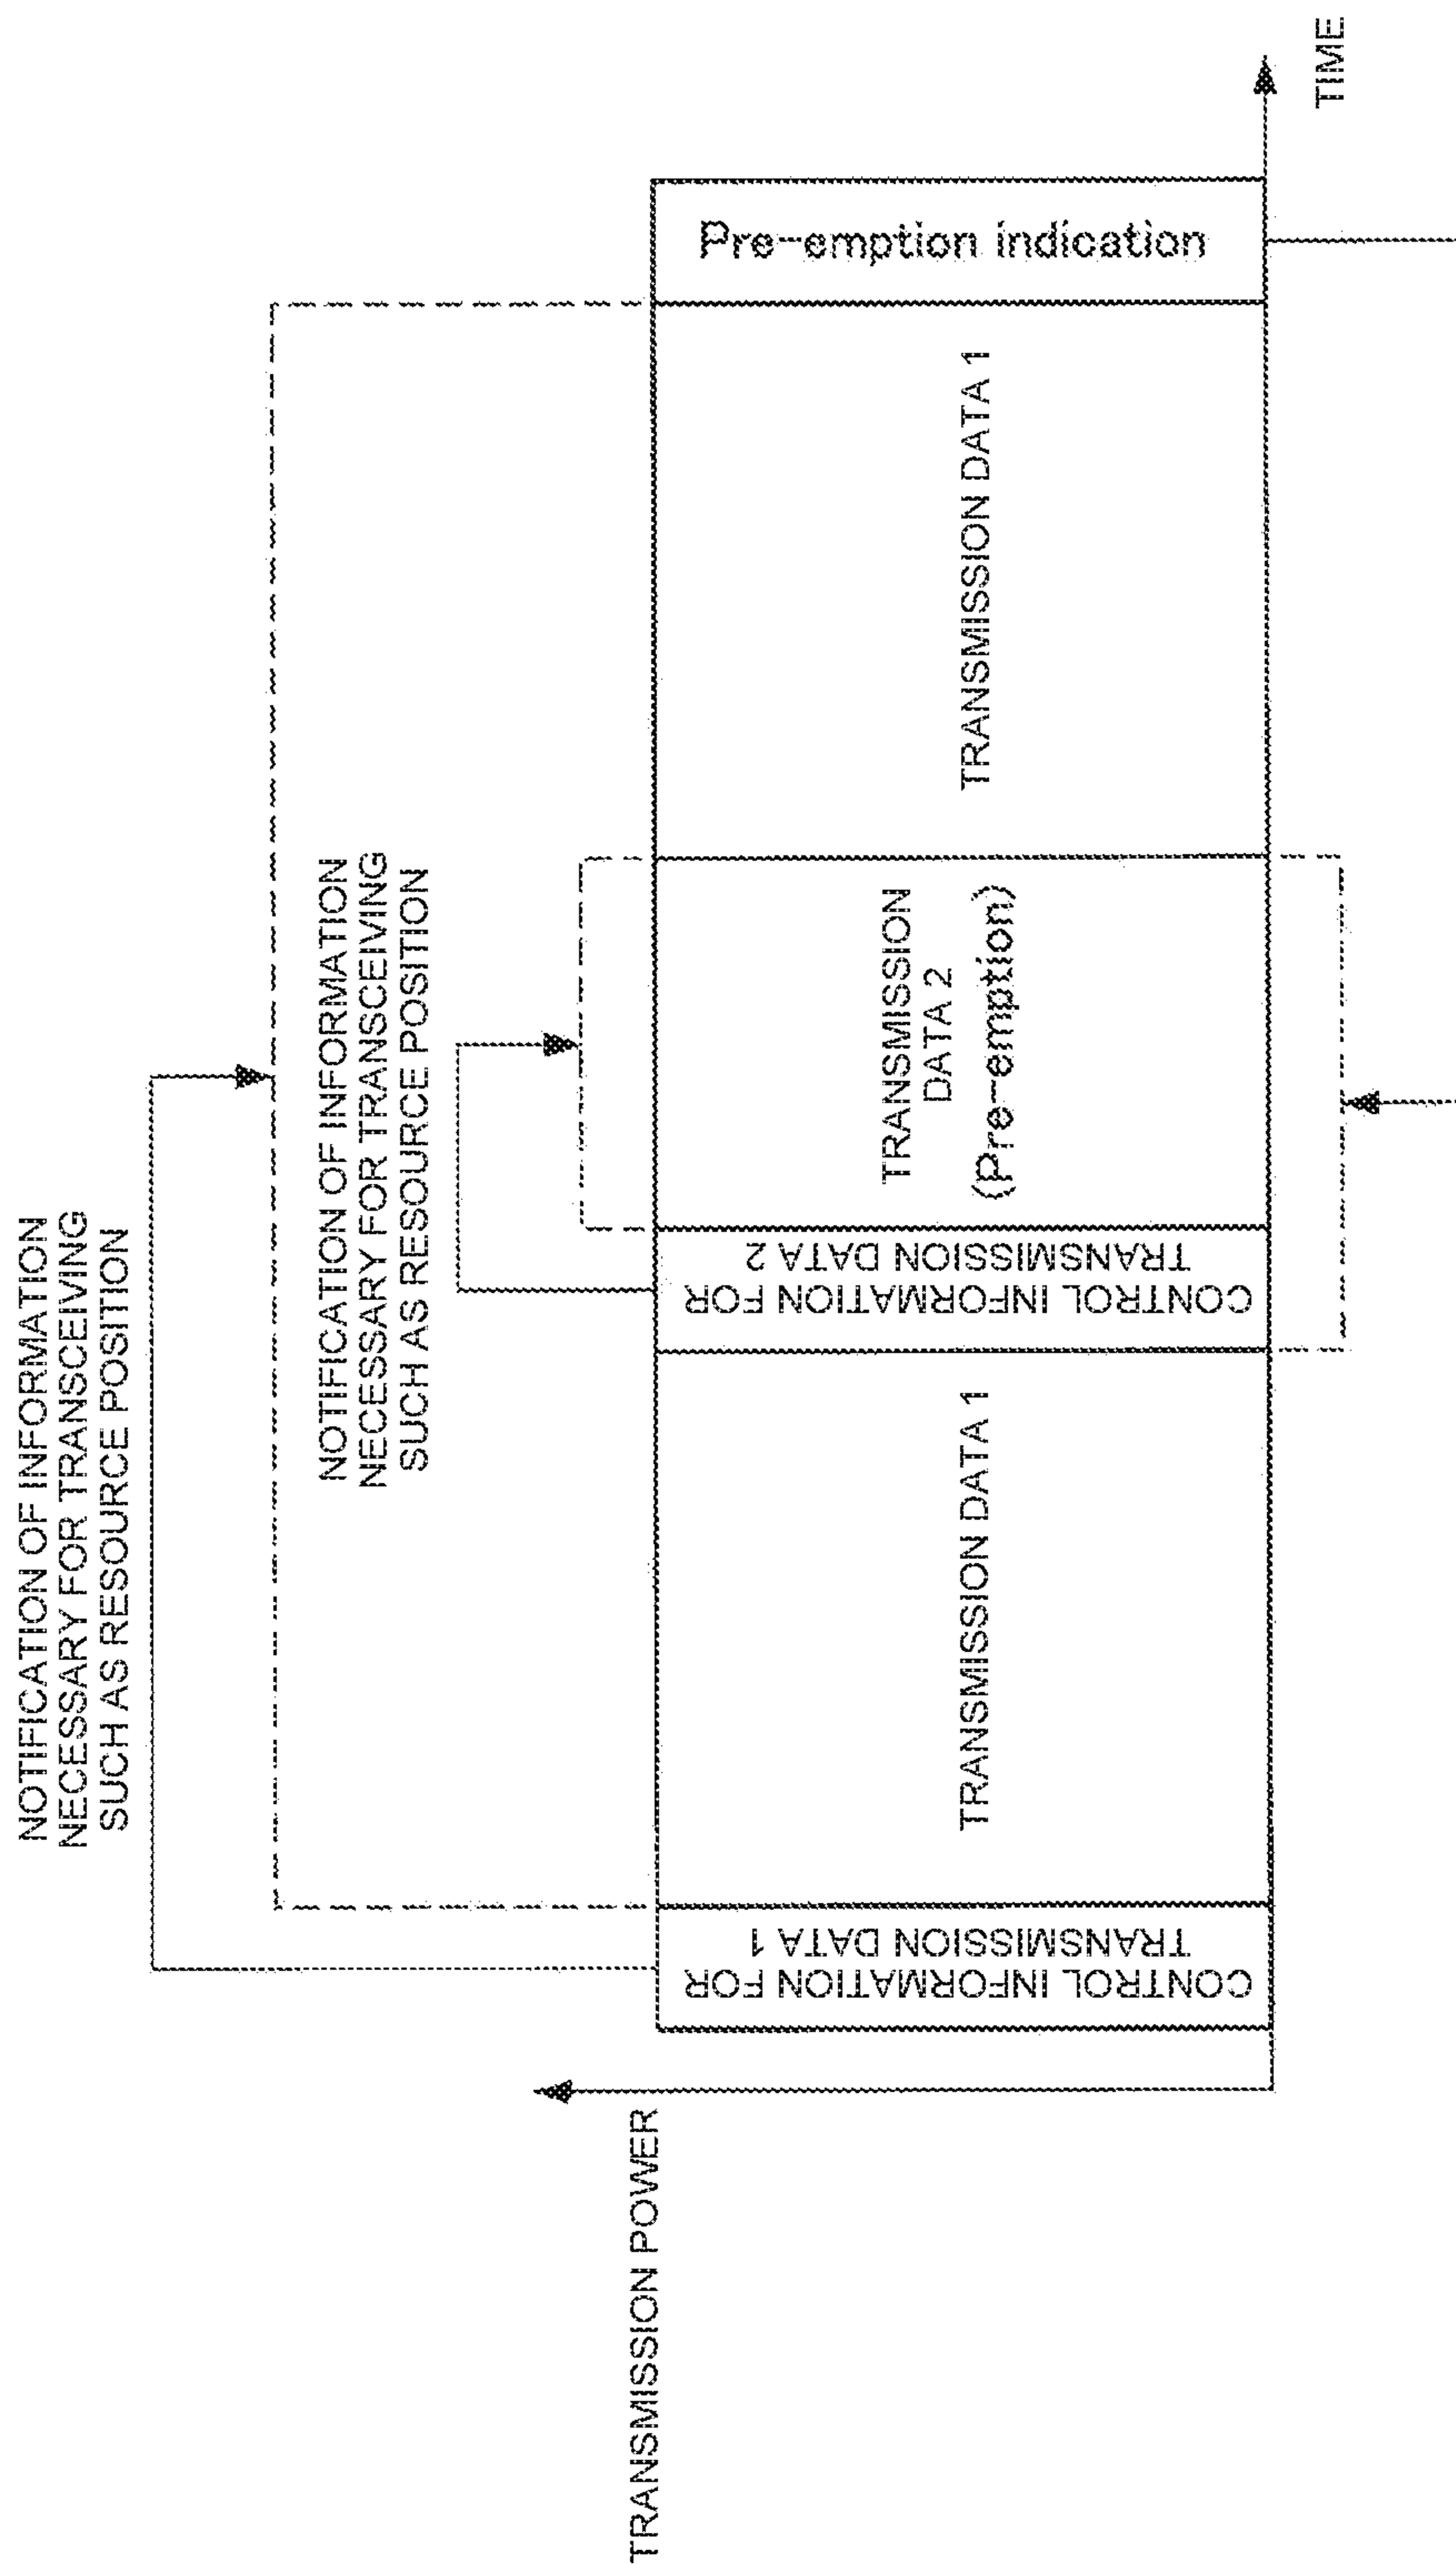 NOTIFICATION OF INFORMATION
NECESSARY FOR TRANSCEIVING
SUCH AS RESOURCE POSITION
NOTIFICATION OF INFORMATION
NECESSARY FOR TRANSCEIVING
SUCH AS RESOURCE POSITION
TRANSMISSION POWER
CONTROL INFORMATION FOR
TRANSMISSION DATA 1
TRANSMISSION DATA 1
CONTROL INFORMATION FOR
TRANSMISSION DATA 2
TRANSMISSION
DATA 2
(Pre-emption)
TRANSMISSION DATA 1
Pre-emption indication
TIME